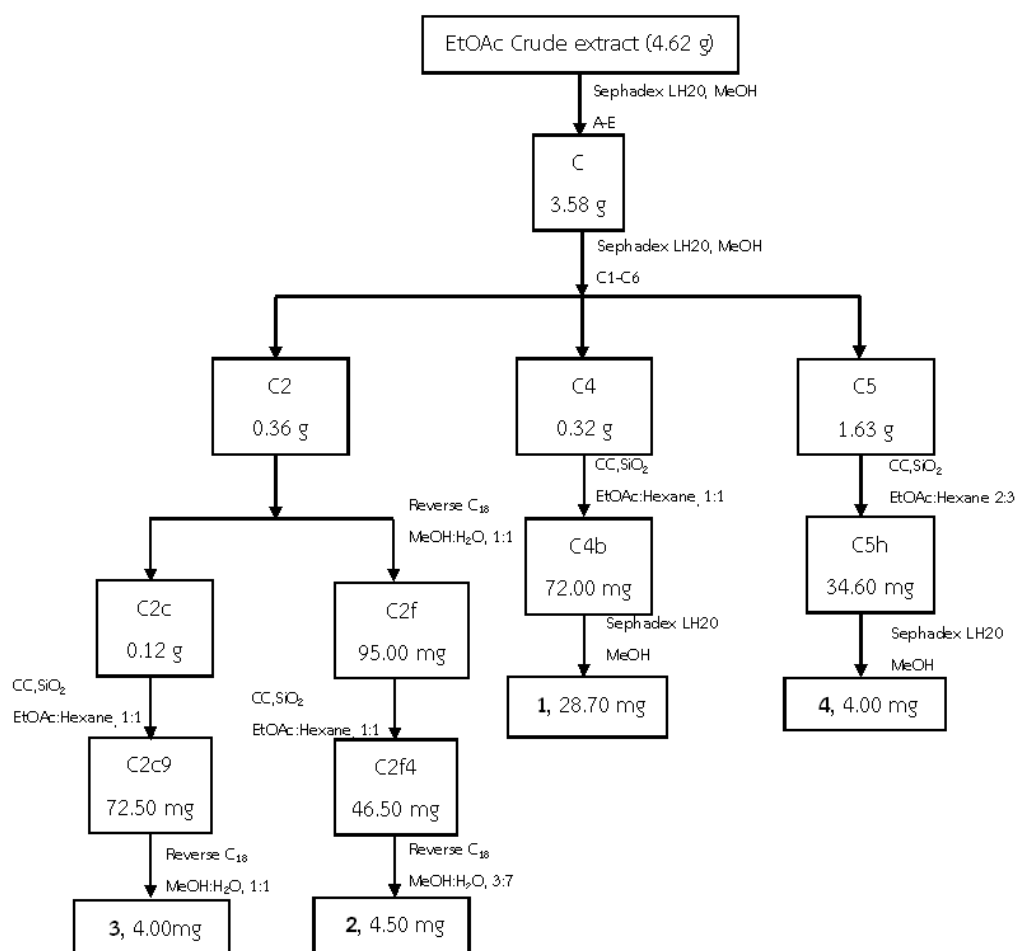 EtOAc Crude extract (4.62 g)
Sephadex LH20, MeOH
A-E
C
3.58 g
Sephadex LH20, MeOH
C1-C6
C2
0.36 g
C4
0.32 g
C5
1.63 g
CC,SiO₂
EtOAc:Hexane, 1:1
CC,SiO₂
EtOAc:Hexane 2:3
Reverse C₁₈
MeOH:H₂O, 1:1
C4b
72.00 mg
C5h
34.60 mg
C2c
0.12 g
C2f
95.00 mg
Sephadex LH20
MeOH
Sephadex LH20
MeOH
CC,SiO₂
EtOAc:Hexane, 1:1
CC,SiO₂
EtOAc:Hexane, 1:1
1, 28.70 mg
4, 4.00 mg
C2c9
72.50 mg
C2f4
46.50 mg
Reverse C₁₈
MeOH:H₂O, 1:1
Reverse C₁₈
MeOH:H₂O, 3:7
3, 4.00mg
2, 4.50 mg